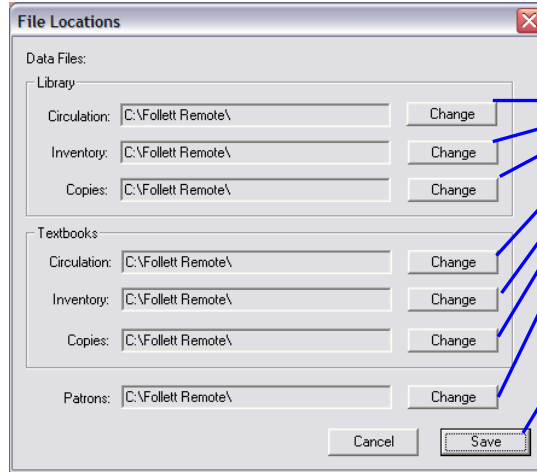 File Locations
Data Files:
Library
Circulation: C:\Follett Remote\ Change
Inventory: C:\Follett Remote\ Change
Copies: C:\Follett Remote\ Change
Textbooks
Circulation: C:\Follett Remote\ Change
Inventory: C:\Follett Remote\ Change
Copies: C:\Follett Remote\ Change
Patrons: C:\Follett Remote\ Change
Cancel Save